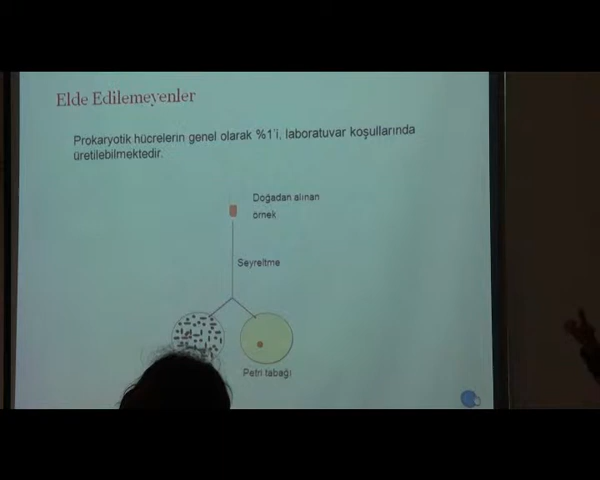 Elde Edilemeyenler
Prokaryotik hücrelerin genel olarak %1'i, laboratuvar koşullarında
üretilebilmektedir.
Doğadan alınan
örnek
Seyreltme
Petri tabağı